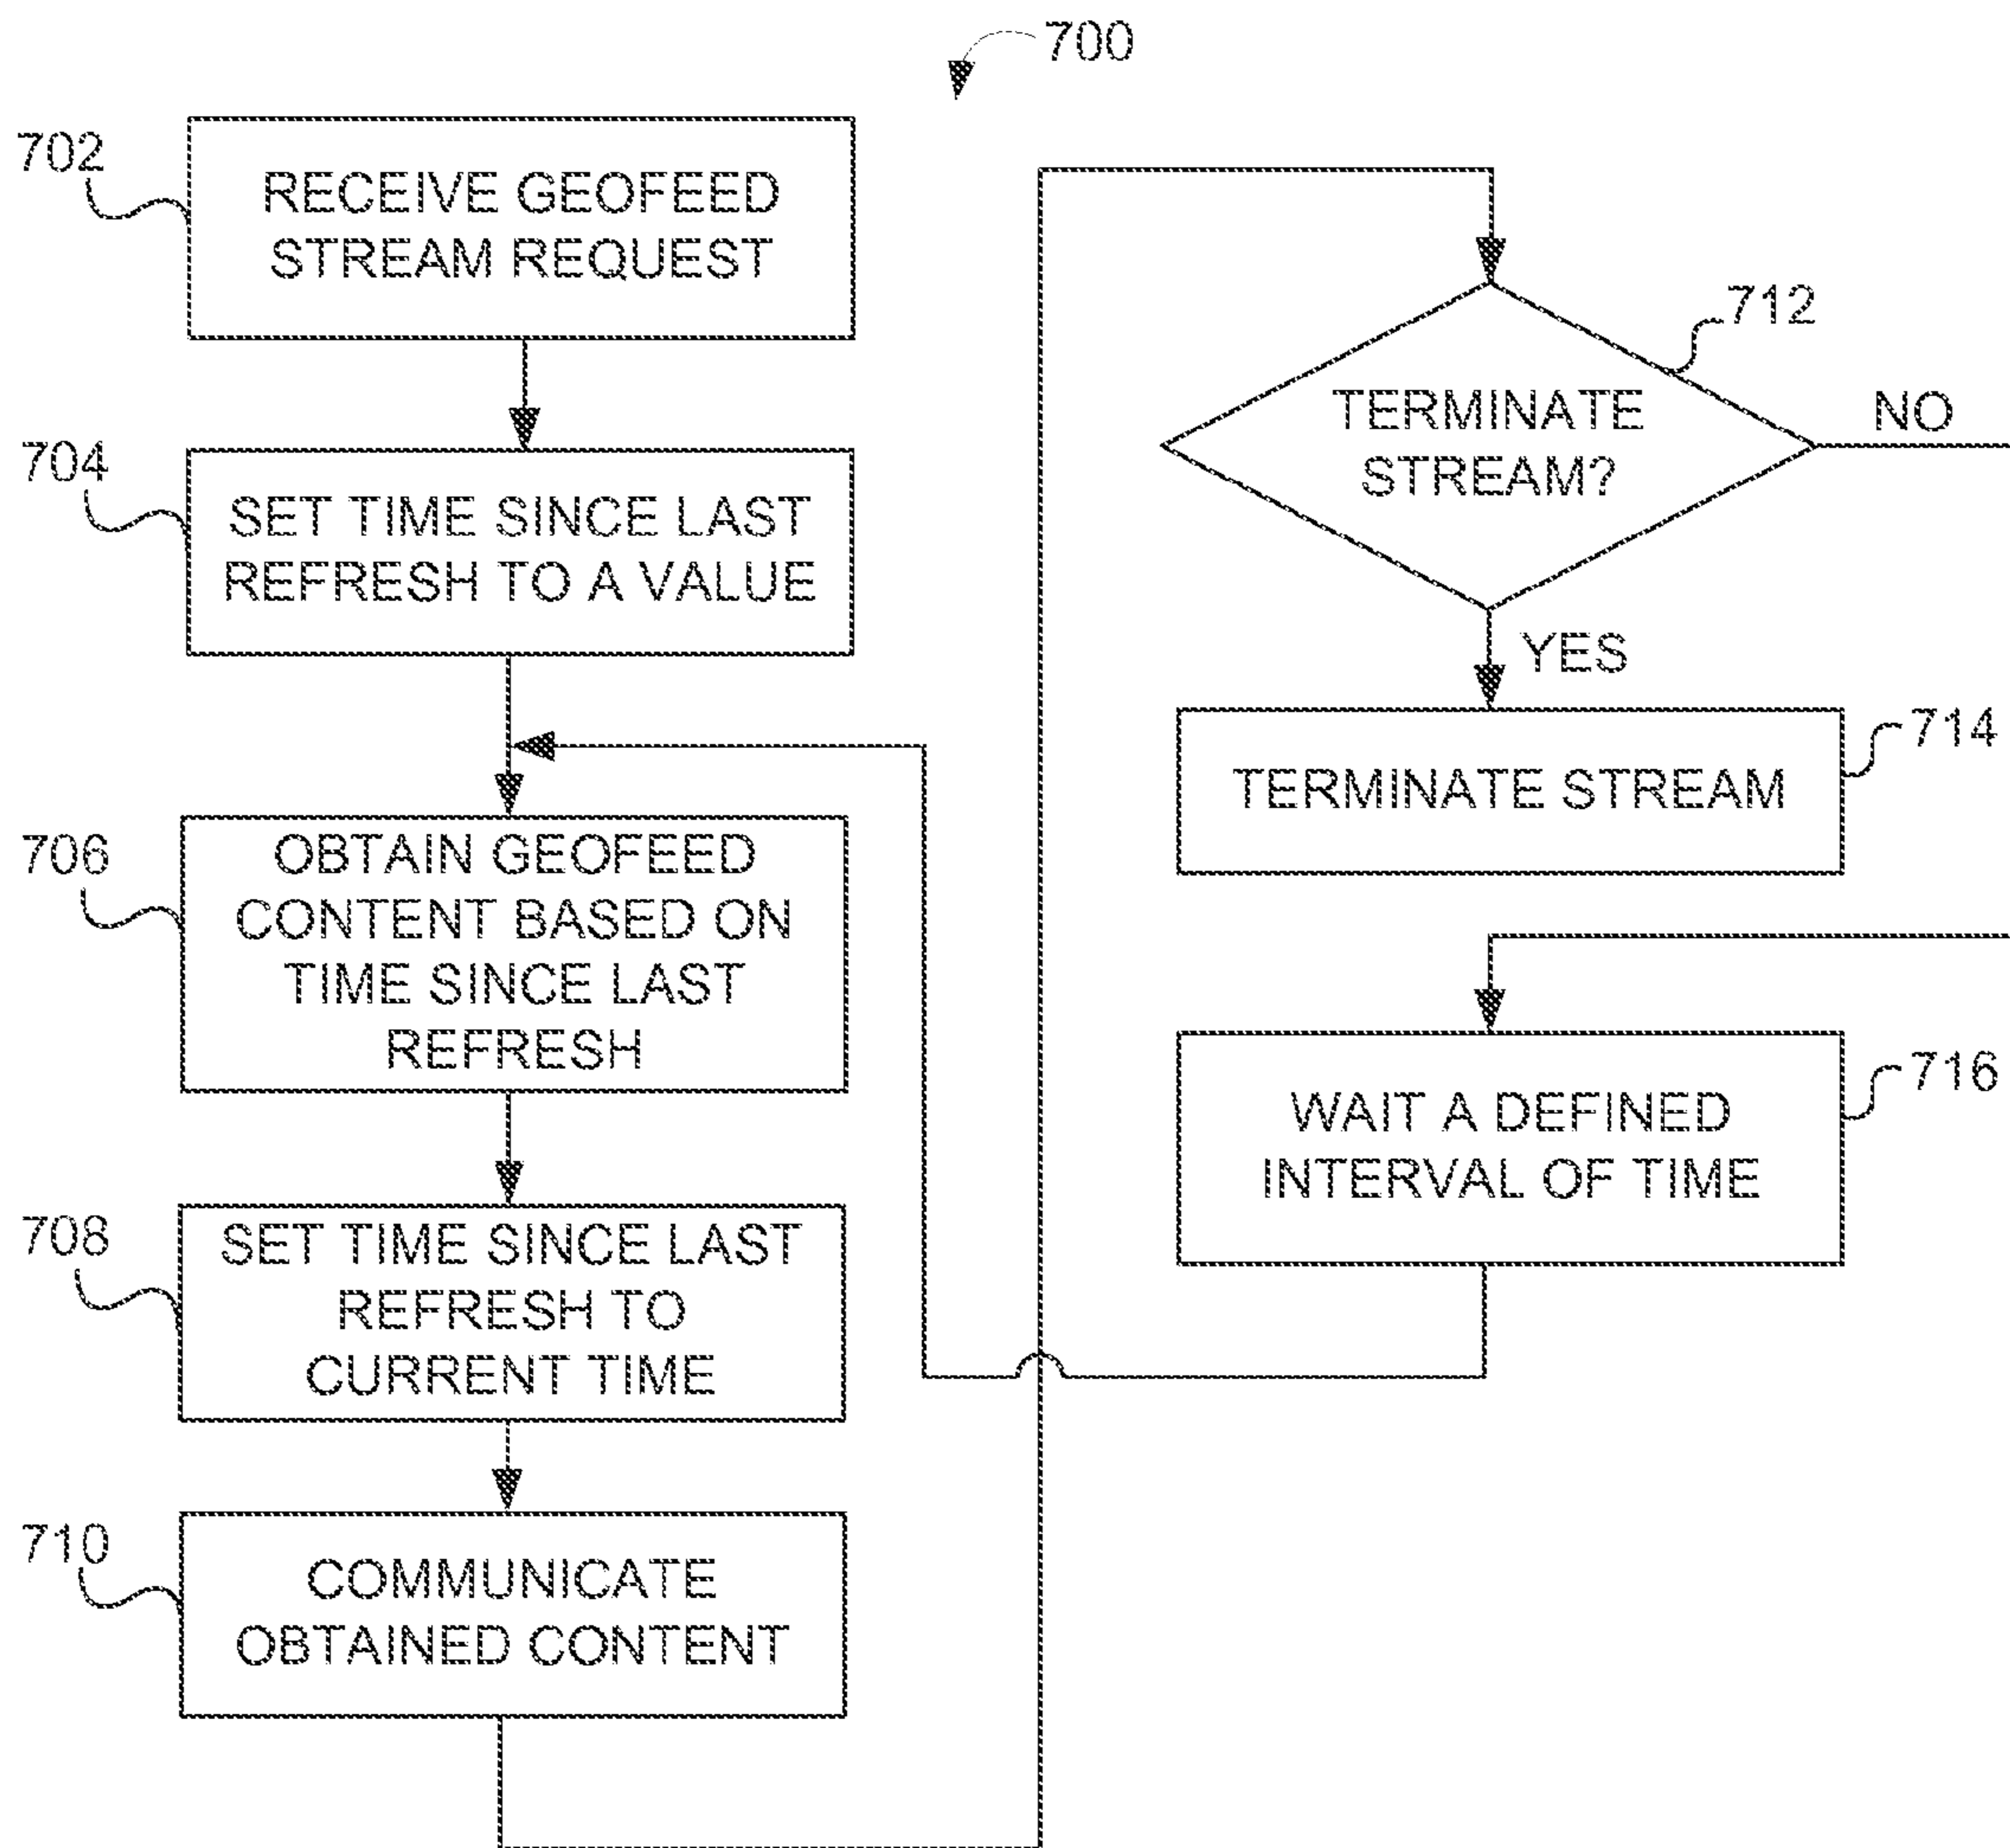 700
702
RECEIVE GEOFEED
STREAM REQUEST
704
SET TIME SINCE LAST
REFRESH TO A VALUE
706
OBTAIN GEOFEED
CONTENT BASED ON
TIME SINCE LAST
REFRESH
708
SET TIME SINCE LAST
REFRESH TO
CURRENT TIME
710
COMMUNICATE
OBTAINED CONTENT
712
TERMINATE
STREAM?
NO
YES
714
TERMINATE STREAM
716
WAIT A DEFINED
INTERVAL OF TIME